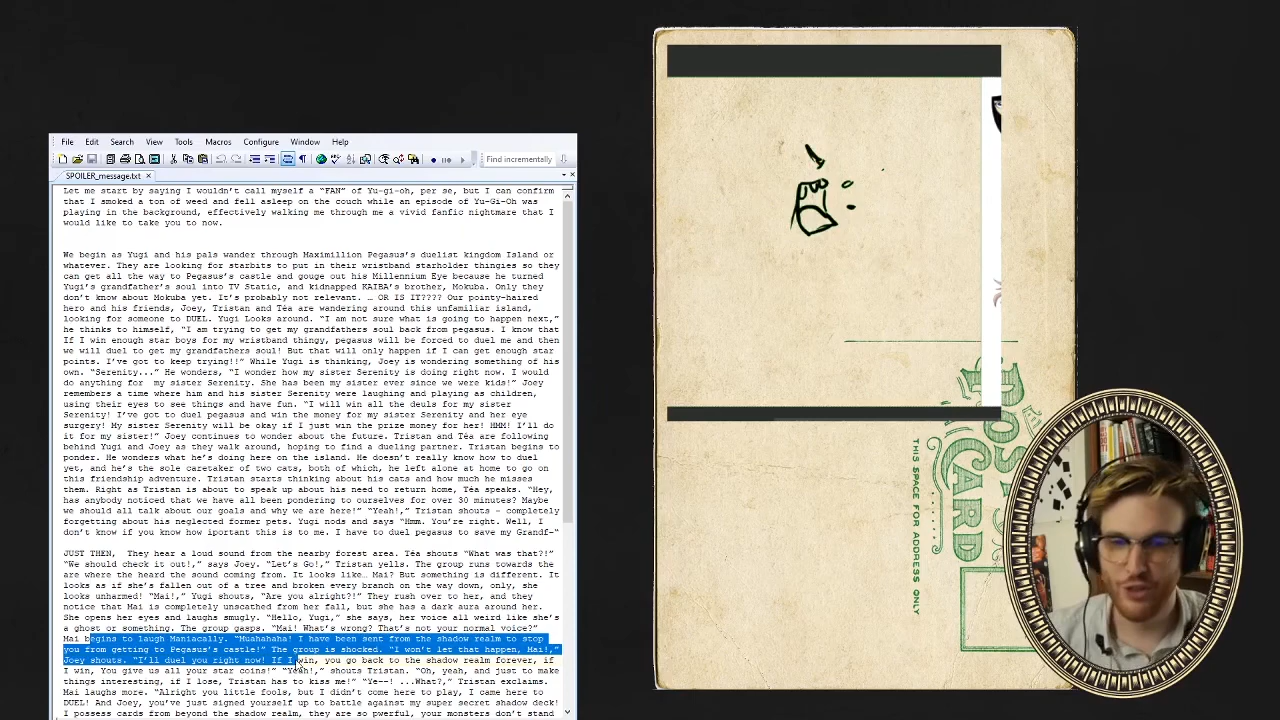 File Edit Search View Tools Macros Configure Window Help
Find incrementally
SPOILER_message.txt
Let me start by saying I wouldn't call myself a "FAN" of Yu-gi-oh, per se, but I can confirm
that I smoked a ton of weed and fell asleep on the couch while an episode of Yu-Gi-Oh was
playing in the background, effectively walking me through me a vivid fanfic nightmare that I
would like to take you to now.
We begin as Yugi and his pals wander through Maximillion Pegasus's duelist kingdom Island or
whatever. They are looking for starbits to put in their wristband starholder thingies so they
can get all the way to Pegasus's castle and gouge out his Millennium Eye because he turned
Yugi's grandfather's soul into TV Static, and kidnapped KAIBA's brother, Mokuba. Only they
don't know about Mokuba yet. It's probably not relevant. … OR IS IT???? Our pointy-haired
hero and his friends, Joey, Tristan and Téa are wandering around this unfamiliar island,
looking for someone to DUEL. Yugi Looks around. "I am not sure what is going to happen next,"
he thinks to himself, "I am trying to get my grandfathers soul back from pegasus. I know that
If I win enough star boys for my wristband thingy, pegasus will be forced to duel me and then
we will duel to get my grandfathers soul! But that will only happen if I can get enough star
points. I've got to keep trying!!" While Yugi is thinking, Joey is wondering something of his
own. "Serenity..." He wonders, "I wonder how my sister Serenity is doing right now. I would
do anything for my sister Serenity. She has been my sister ever since we were kids!" Joey
remembers a time where him and his sister Serenity were laughing and playing as children,
using their eyes to see things and have fun. "I will win all the deuls for my sister
Serenity! I've got to duel pegasus and win the money for my sister Serenity and her eye
surgery! My sister Serenity will be okay if I just win the prize money for her! HMM! I'll do
it for my sister!" Joey continues to wonder about the future. Tristan and Téa are following
behind Yugi and Joey as they walk around, hoping to find a dueling partner. Tristan begins to
ponder. He wonders what he's doing here on the island. He doesn't really know how to duel
yet, and he's the sole caretaker of two cats, both of which, he left alone at home to go on
this friendship adventure. Tristan starts thinking about his cats and how much he misses
them. Right as Tristan is about to speak up about his need to return home, Téa speaks. "Hey,
has anybody noticed that we have all been pondering to ourselves for over 30 minutes? Maybe
we should all talk about our goals and why we are here!" "Yeah!", Tristan shouts - completely
forgetting about his neglected former pets. Yugi nods and says "Hmm. You're right. Well, I
don't know if you know how iportant this is to me. I have to duel pegasus to save my Grandf-"
JUST THEN, They hear a loud sound from the nearby forest area. Téa shouts "What was that?!"
"We should check it out!," says Joey. "Let's Go!," Tristan yells. The group runs towards the
are where the heard the sound coming from. It looks like… Mai? But something is different. It
looks as if she's fallen out of a tree and broken every branch on the way down, only, she
looks unharmed! "Mai!," Yugi shouts, "Are you alright?!" They rush over to her, and they
notice that Mai is completely unscathed from her fall, but she has a dark aura around her.
She opens her eyes and laughs smugly. "Hello, Yugi," she says, her voice all weird like she's
a ghost or something. The group gasps. "Mai! What's wrong? That's not your normal voice?"
Mai begins to laugh Maniacally. "Muahahaha! I have been sent from the shadow realm to stop
you from getting to Pegasus's castle!" The group is shocked. "I won't let that happen, Mai!,"
Joey shouts. "I'll duel you right now! If I win, you go back to the shadow realm forever, if
I win, You give us all your star coins!" "Yeah!," shouts Tristan. "Oh, yeah, and just to make
things interesting, if I lose, Tristan has to kiss me!" "Ye--! ...What?," Tristan exclaims.
Mai laughs more. "Alright you little fools, but I didn't come here to play, I came here to
DUEL! And Joey, you've just signed yourself up to battle against my super secret shadow deck!
I possess cards from beyond the shadow realm, they are so pwerful, your monsters don't stand
CARD
THIS SPACE FOR ADDRESS ONLY